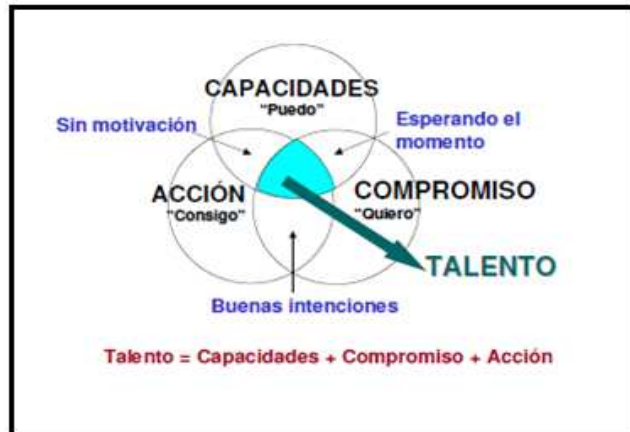 CAPACIDADES
"Puedo"
Sin motivación
Esperando el
momento
ACCIÓN
"Consigo"
COMPROMISO
"Quiero"
TALENTO
Buenas intenciones
Talento = Capacidades + Compromiso + Acción